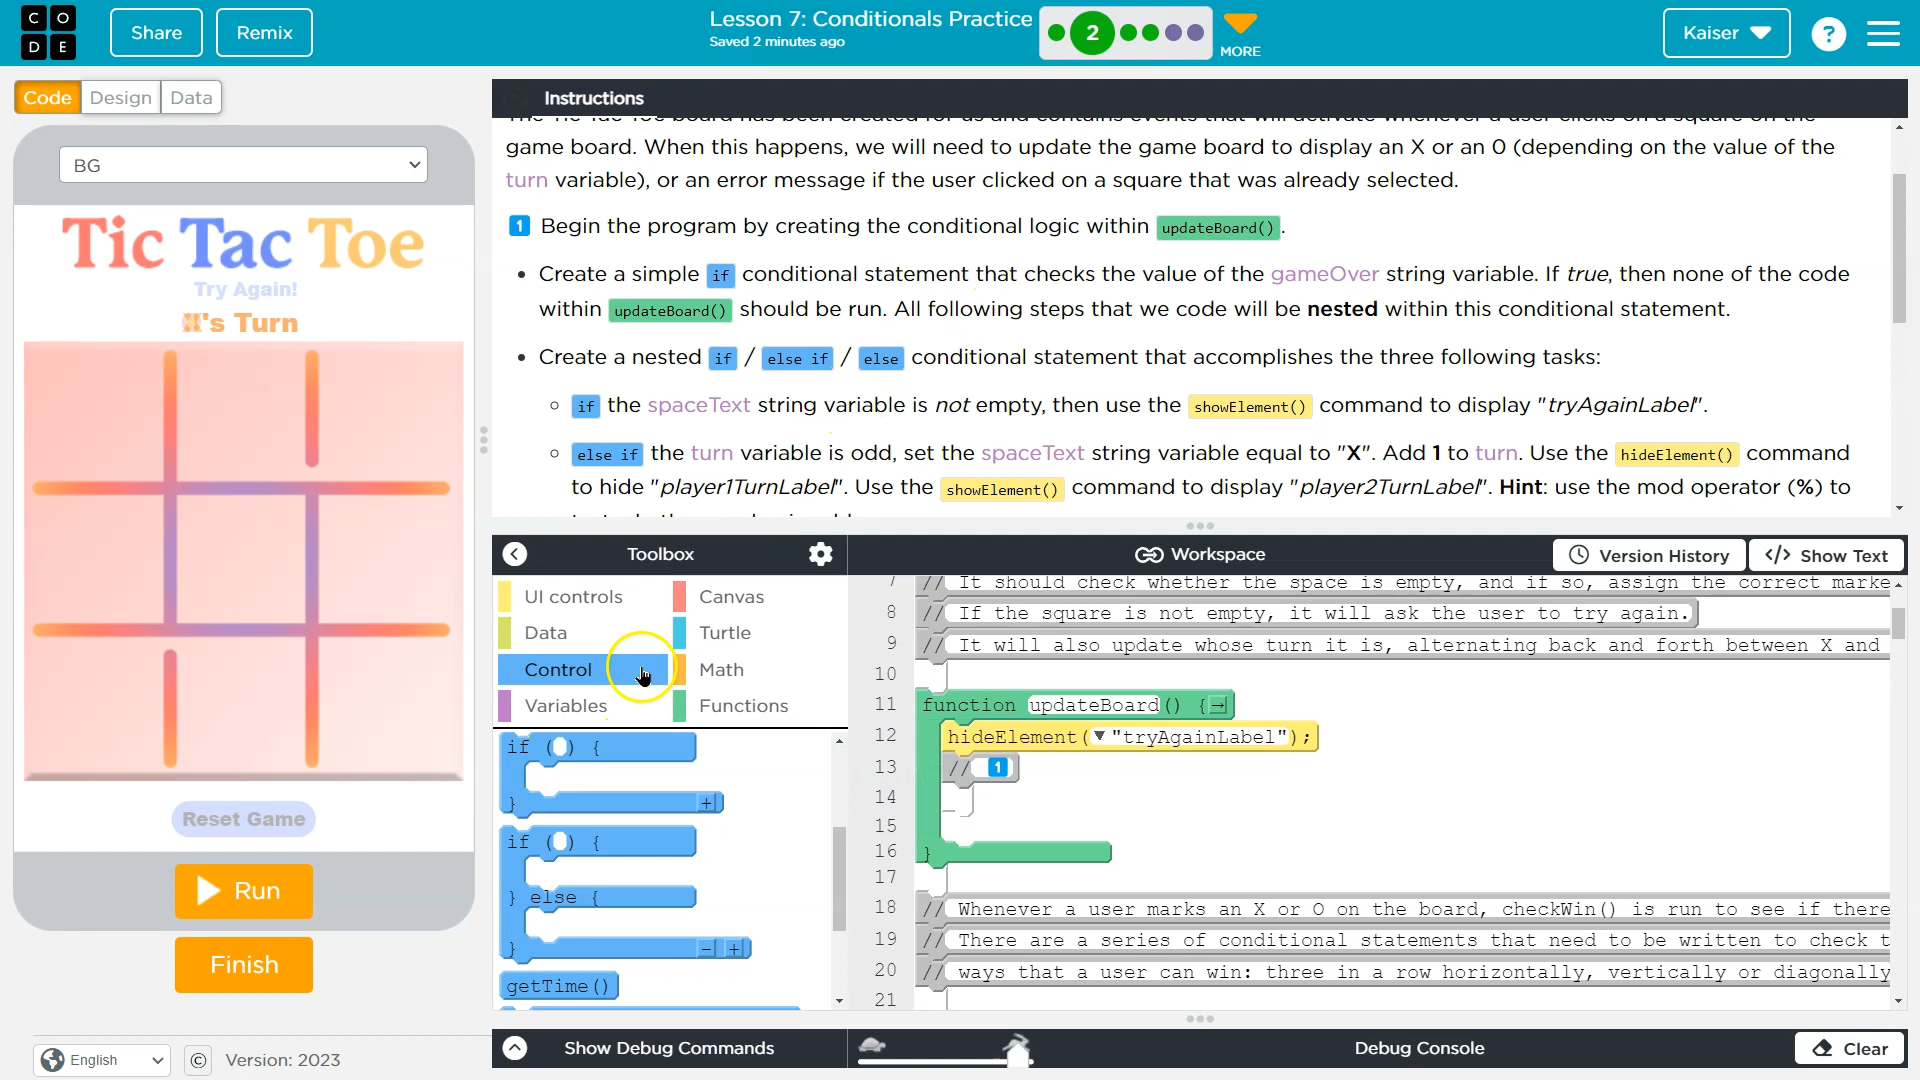 C O D E
Share
Remix
Lesson 7: Conditionals Practice
Saved 2 minutes ago
2
MORE
Kaiser
?
Code
Design
Data
Instructions
BG
Tic Tac Toe
Try Again!
's Turn
Reset Game
Run
Finish
English
©
Version: 2023
game board. When this happens, we will need to update the game board to display an X or an O (depending on the value of the
turn variable), or an error message if the user clicked on a square that was already selected.
1 Begin the program by creating the conditional logic within updateBoard().
• Create a simple if conditional statement that checks the value of the gameOver string variable. If true, then none of the code
within updateBoard() should be run. All following steps that we code will be nested within this conditional statement.
• Create a nested if / else if / else conditional statement that accomplishes the three following tasks:
if the spaceText string variable is not empty, then use the showElement() command to display "tryAgainLabel".
else if the turn variable is odd, set the spaceText string variable equal to "X". Add 1 to turn. Use the hideElement() command
to hide "player1TurnLabel". Use the showElement() command to display "player2TurnLabel". Hint: use the mod operator (%) to
Toolbox
Workspace
Version History
</> Show Text
UI controls
Canvas
Data
Turtle
Control
Math
Variables
Functions
if ( ) {
} +
if ( ) {
} else {
} - +
getTime()
7 // It should check whether the space is empty, and if so, assign the correct marke
8 // If the square is not empty, it will ask the user to try again.
9 // It will also update whose turn it is, alternating back and forth between X and
10
11 function updateBoard() {
12 hideElement("tryAgainLabel");
13 // 1
14
15
16 }
17
18 // Whenever a user marks an X or O on the board, checkWin() is run to see if there
19 // There are a series of conditional statements that need to be written to check t
20 // ways that a user can win: three in a row horizontally, vertically or diagonally
21
Show Debug Commands
Debug Console
Clear